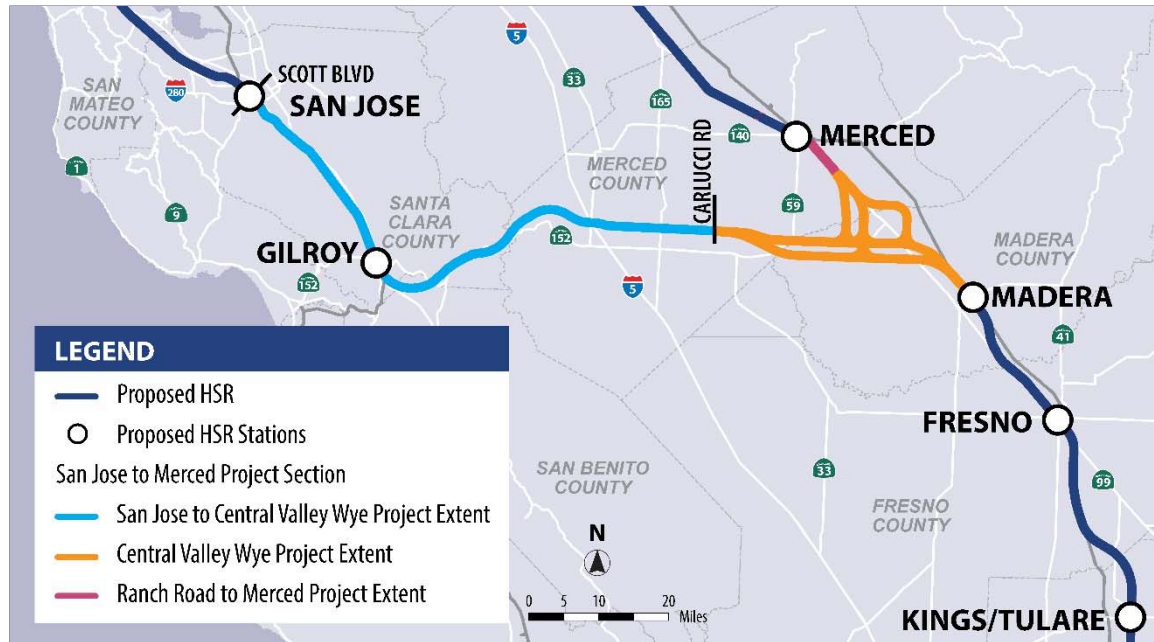 SCOTT BLVD
SAN JOSE
SAN
MATEO
COUNTY
280
5
33
165
140
MERCED
MERCED
COUNTY
CARLUCCI RD
59
1
9
SANTA
CLARA
COUNTY
GILROY
152
152
5
MADERA
COUNTY
MADERA
41
FRESNO
33
99
SAN BENITO
COUNTY
FRESNO
COUNTY
KINGS/TULARE
LEGEND
Proposed HSR
Proposed HSR Stations
San Jose to Merced Project Section
San Jose to Central Valley Wye Project Extent
Central Valley Wye Project Extent
Ranch Road to Merced Project Extent
N
0 5 10 20
Miles